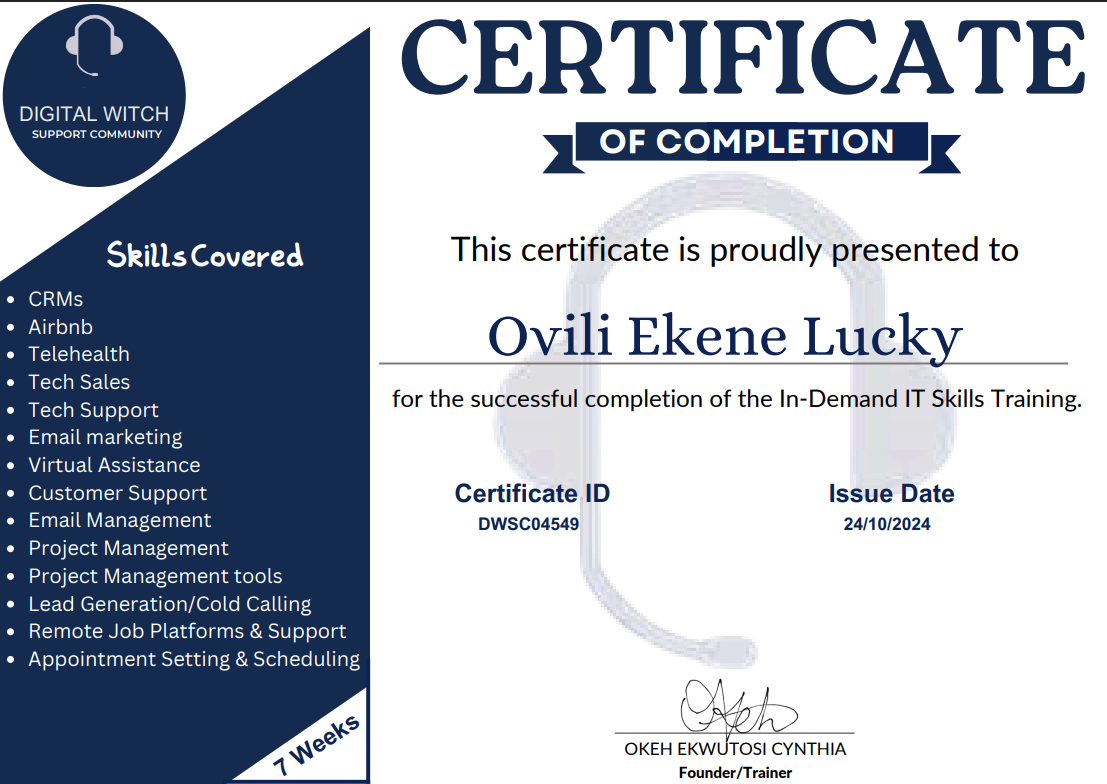 DIGITAL WITCH
SUPPORT COMMUNITY
Skills Covered
• CRMs
• Airbnb
• Telehealth
• Tech Sales
• Tech Support
• Email marketing
• Virtual Assistance
• Customer Support
• Email Management
• Project Management
• Project Management tools
• Lead Generation/Cold Calling
• Remote Job Platforms & Support
• Appointment Setting & Scheduling
7 Weeks
CERTIFICATE
OF COMPLETION
This certificate is proudly presented to
Ovili Ekene Lucky
for the successful completion of the In-Demand IT Skills Training.
Certificate ID
DWSC04549
Issue Date
24/10/2024
OKEH EKWUTOSI CYNTHIA
Founder/Trainer